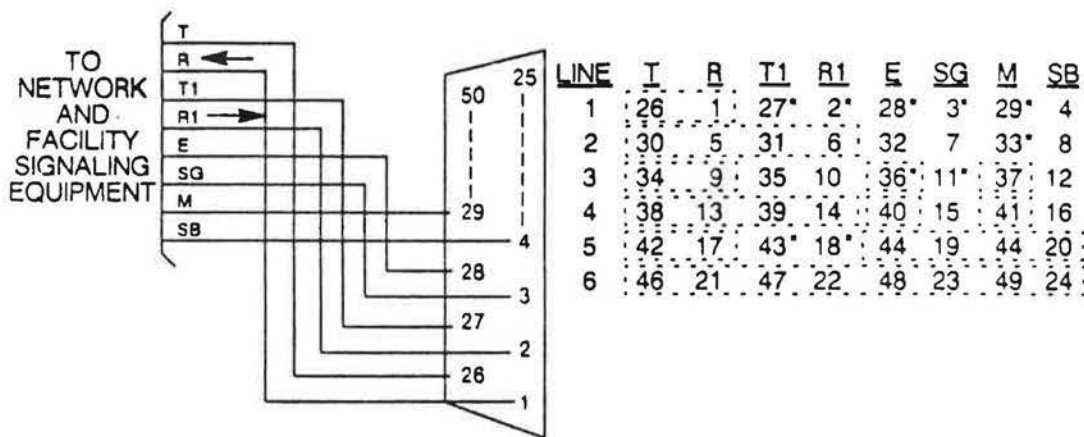 TO
NETWORK
AND
FACILITY
SIGNALING
EQUIPMENT
T
R
T1
R1
E
SG
M
SB
50
25
29
4
28
3
27
2
26
1
LINE T R T1 R1 E SG M SB
1 26 1 27* 2* 28* 3* 29* 4
2 30 5 31 6 32 7 33* 8
3 34 9 35 10 36* 11* 37 12
4 38 13 39 14 40 15 41 16
5 42 17 43* 18* 44 19 44 20
6 46 21 47 22 48 23 49 24